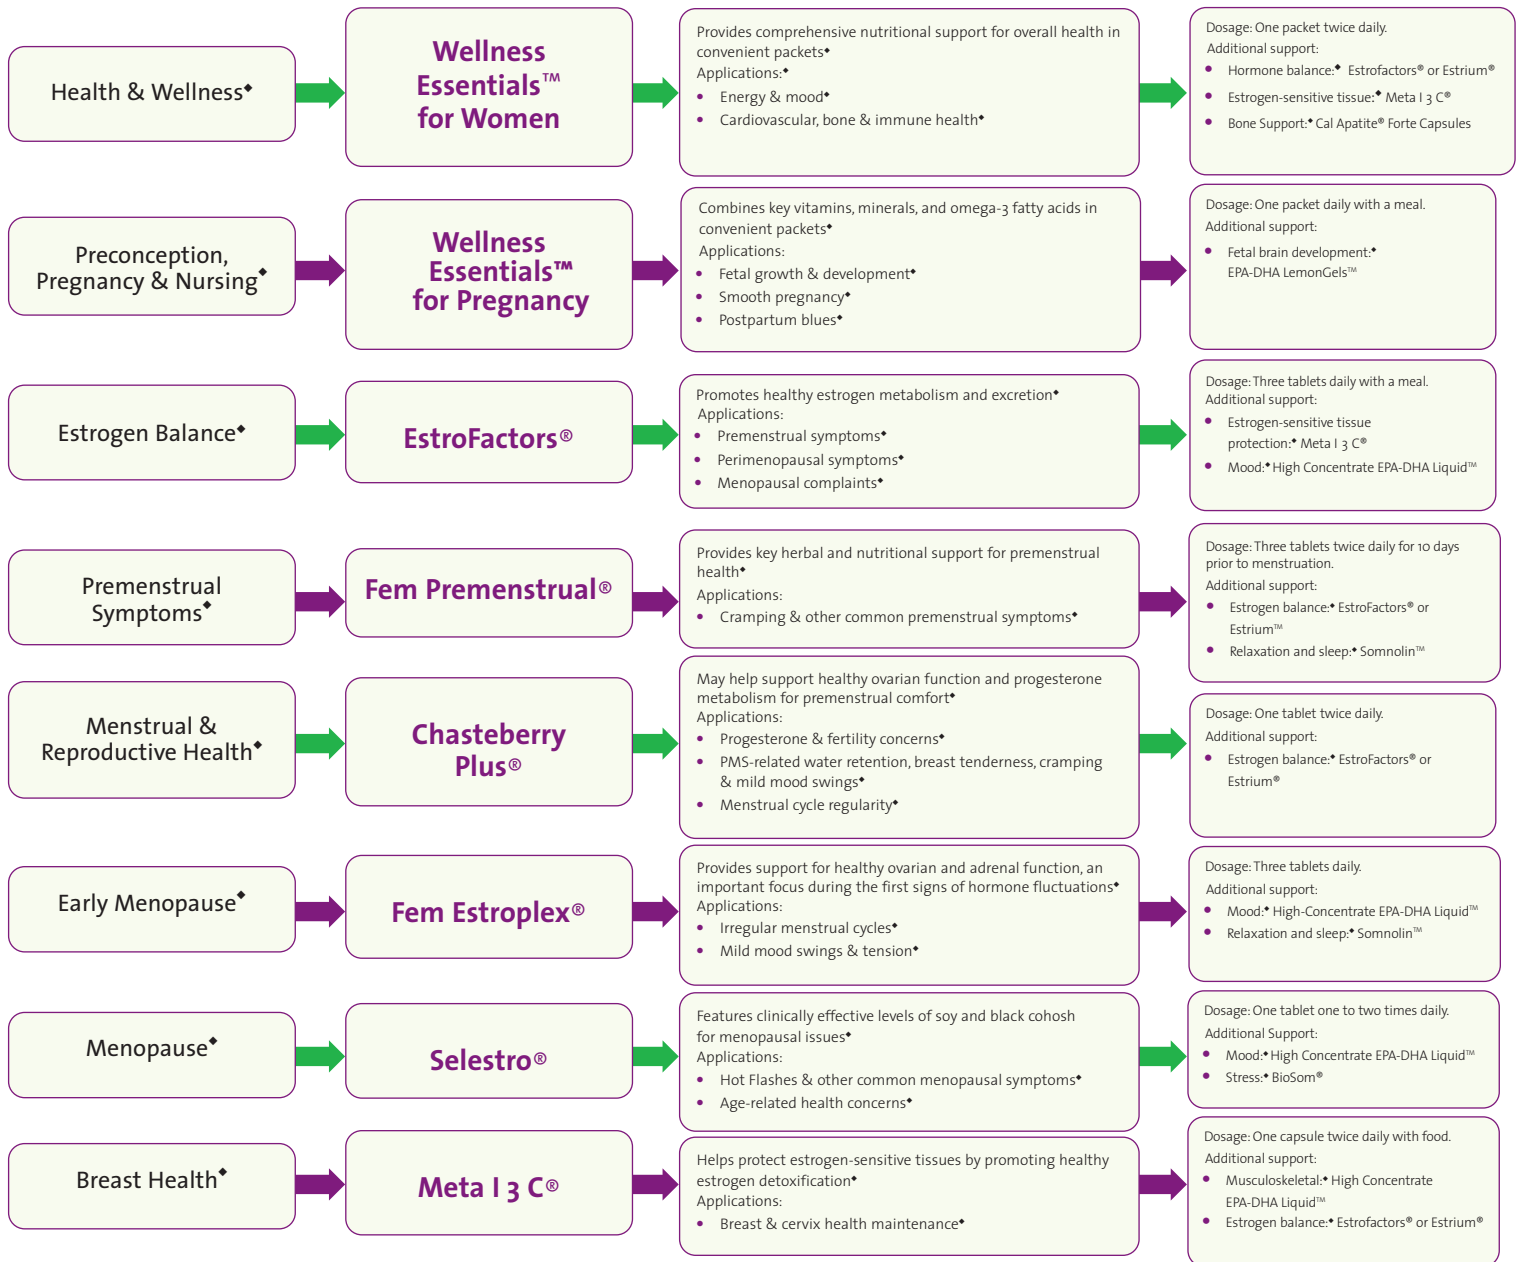 Health & Wellness◆
Wellness
Essentials™
for Women
Provides comprehensive nutritional support for overall health in
convenient packets◆
Applications:◆
• Energy & mood◆
• Cardiovascular, bone & immune health◆
Dosage: One packet twice daily.
Additional support:
• Hormone balance:◆ Estrofactors® or Estrium®
• Estrogen-sensitive tissue:◆ Meta I 3 C®
• Bone Support:◆ Cal Apatite® Forte Capsules
Preconception,
Pregnancy & Nursing◆
Wellness
Essentials™
for Pregnancy
Combines key vitamins, minerals, and omega-3 fatty acids in
convenient packets◆
Applications:
• Fetal growth & development◆
• Smooth pregnancy◆
• Postpartum blues◆
Dosage: One packet daily with a meal.
Additional support:
• Fetal brain development:◆
EPA-DHA LemonGels™
Estrogen Balance◆
EstroFactors®
Promotes healthy estrogen metabolism and excretion◆
Applications:
• Premenstrual symptoms◆
• Perimenopausal symptoms◆
• Menopausal complaints◆
Dosage: Three tablets daily with a meal.
Additional support:
• Estrogen-sensitive tissue
protection:◆ Meta I 3 C®
• Mood:◆ High Concentrate EPA-DHA Liquid™
Premenstrual
Symptoms◆
Fem Premenstrual®
Provides key herbal and nutritional support for premenstrual
health◆
Applications:
• Cramping & other common premenstrual symptoms◆
Dosage: Three tablets twice daily for 10 days
prior to menstruation.
Additional support:
• Estrogen balance:◆ EstroFactors® or
Estrium™
• Relaxation and sleep:◆ Somnolin™
Menstrual &
Reproductive Health◆
Chasteberry
Plus®
May help support healthy ovarian function and progesterone
metabolism for premenstrual comfort◆
Applications:
• Progesterone & fertility concerns◆
• PMS-related water retention, breast tenderness, cramping
& mild mood swings◆
• Menstrual cycle regularity◆
Dosage: One tablet twice daily.
Additional support:
• Estrogen balance:◆ EstroFactors® or
Estrium®
Early Menopause◆
Fem Estroplex®
Provides support for healthy ovarian and adrenal function, an
important focus during the first signs of hormone fluctuations◆
Applications:
• Irregular menstrual cycles◆
• Mild mood swings & tension◆
Dosage: Three tablets daily.
Additional support:
• Mood:◆ High-Concentrate EPA-DHA Liquid™
• Relaxation and sleep:◆ Somnolin™
Menopause◆
Selestro®
Features clinically effective levels of soy and black cohosh
for menopausal issues◆
Applications:
• Hot Flashes & other common menopausal symptoms◆
• Age-related health concerns◆
Dosage: One tablet one to two times daily.
Additional Support:
• Mood:◆ High Concentrate EPA-DHA Liquid™
• Stress:◆ BioSom®
Breast Health◆
Meta I 3 C®
Helps protect estrogen-sensitive tissues by promoting healthy
estrogen detoxification◆
Applications:
• Breast & cervix health maintenance◆
Dosage: One capsule twice daily with food.
Additional support:
• Musculoskeletal:◆ High Concentrate
EPA-DHA Liquid™
• Estrogen balance:◆ Estrofactors® or Estrium®